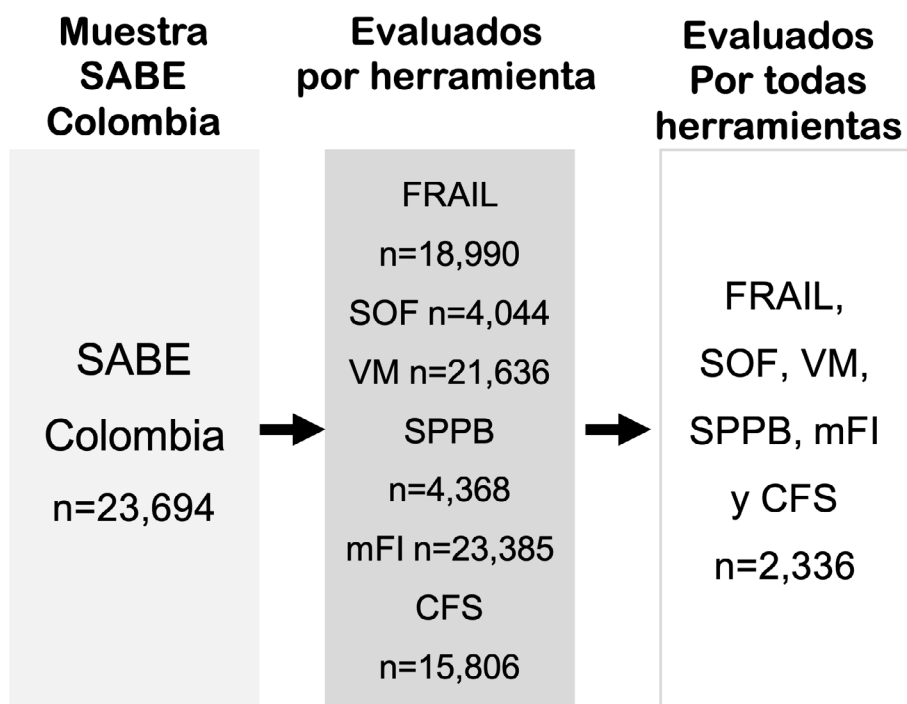 Muestra
SABE
Colombia
Evaluados
por herramienta
Evaluados
Por todas
herramientas
SABE
Colombia
n=23,694
FRAIL
n=18,990
SOF n=4,044
VM n=21,636
SPPB
n=4,368
mFI n=23,385
CFS
n=15,806
FRAIL,
SOF, VM,
SPPB, mFI
y CFS
n=2,336